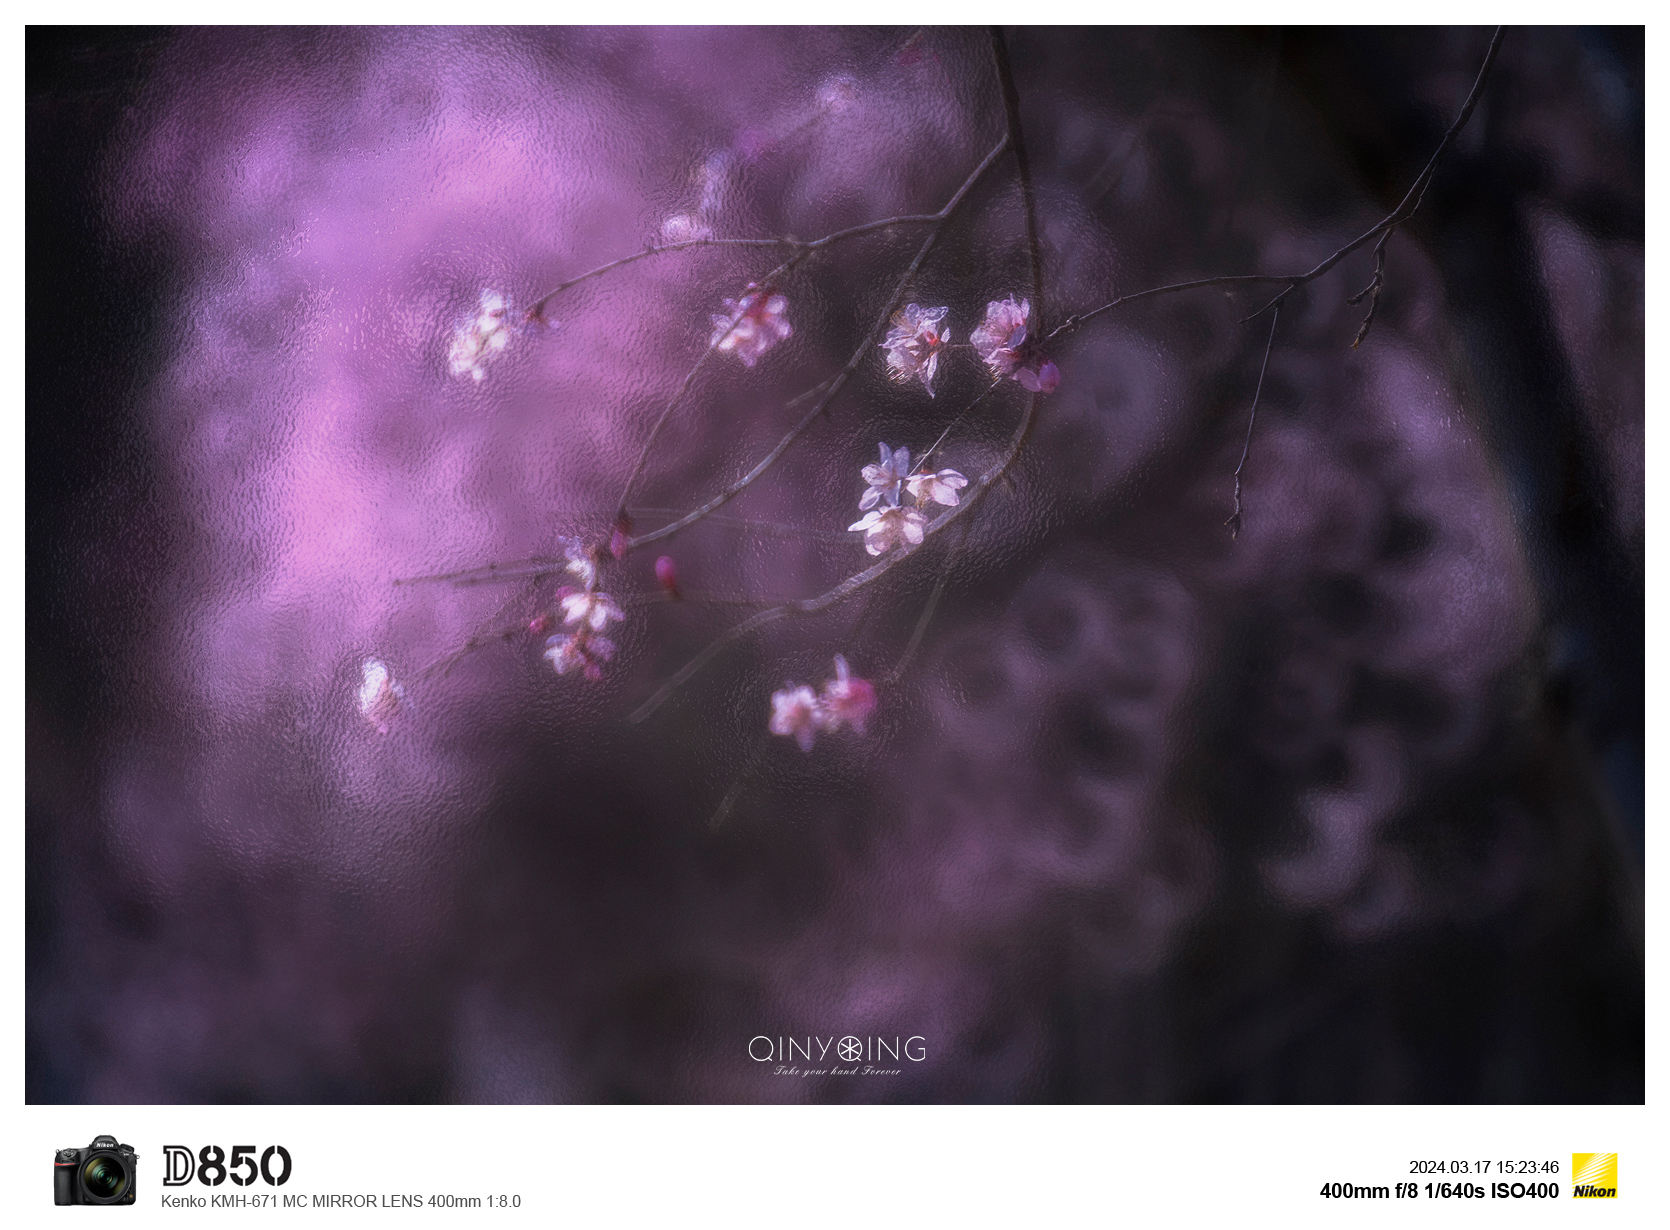 QINYQING
Take your hand Forever
Nikon
D850
Kenko KMH-671 MC MIRROR LENS 400mm 1:8.0
2024.03.17 15:23:46
400mm f/8 1/640s ISO400
Nikon